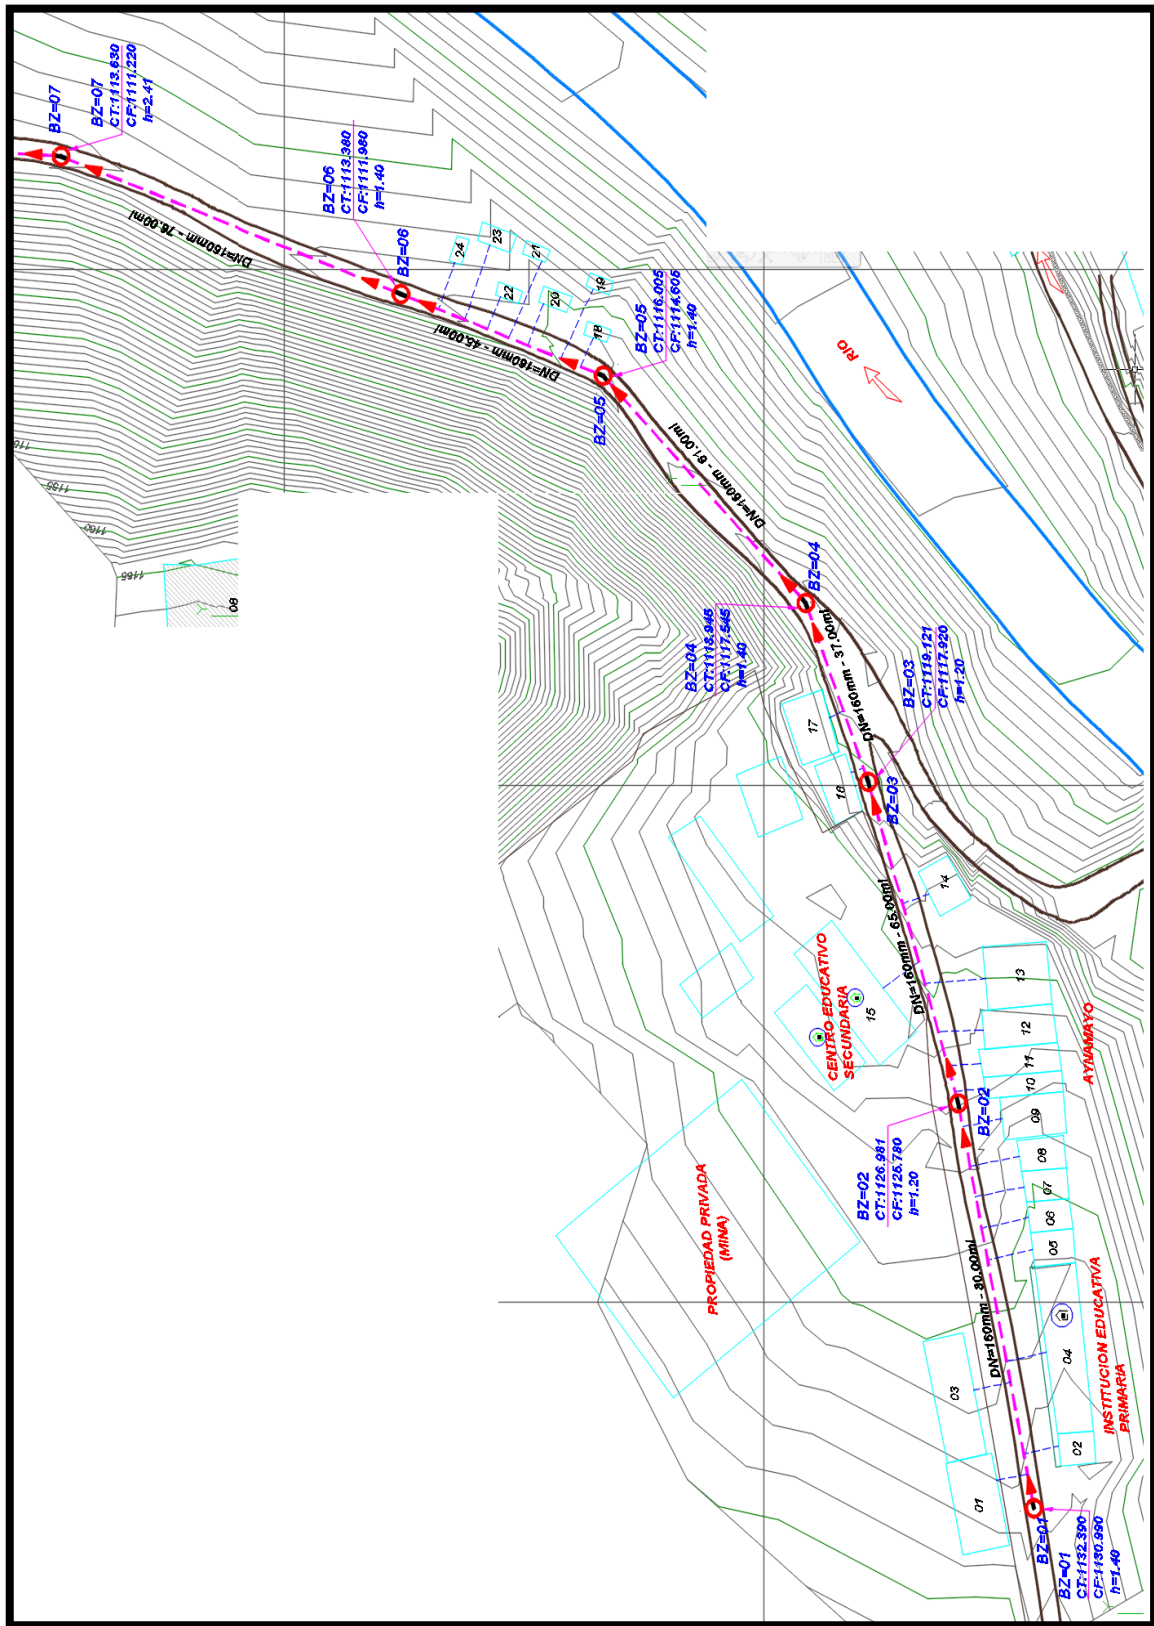 BZ=07
BZ=07
CT:1113.630
CF:1111.220
h=2.41
DN=160mm - 76.00ml
BZ=06
CT:1113.380
CF:1111.980
h=1.40
BZ=06
24
23
21
22
20
19
18
DN=160mm - 45.00ml
BZ=05
CT:1116.005
CF:1114.605
h=1.40
BZ=05
RIO
DN=160mm - 61.00ml
1155
1160
1165
08
BZ=04
BZ=04
CT:1118.945
CF:1117.545
h=1.40
DN=160mm - 37.00ml
BZ=03
CT:1119.121
CF:1117.920
h=1.20
17
16
BZ=03
14
DN=160mm - 65.00ml
CENTRO EDUCATIVO
SECUNDARIA
15
13
12
11
10
09
AYNAMAYO
BZ=02
BZ=02
CT:1126.981
CF:1125.780
h=1.20
08
07
06
05
PROPIEDAD PRIVADA
(MINA)
DN=160mm - 80.00ml
INSTITUCION EDUCATIVA
PRIMARIA
04
03
02
01
BZ=01
BZ=01
CT:1132.390
CF:1130.990
h=1.40